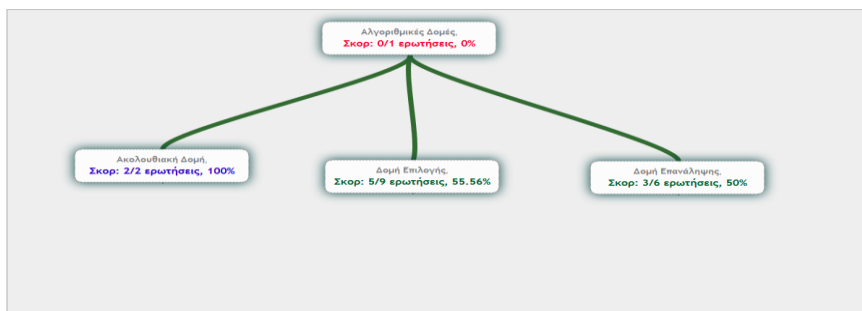 Αλγοριθμικές Δομές,
Σκορ: 0/1 ερωτήσεις, 0%
Ακολουθιακή Δομή,
Σκορ: 2/2 ερωτήσεις, 100%
Δομή Επιλογής,
Σκορ: 5/9 ερωτήσεις, 55.56%
Δομή Επανάληψης,
Σκορ: 3/6 ερωτήσεις, 50%